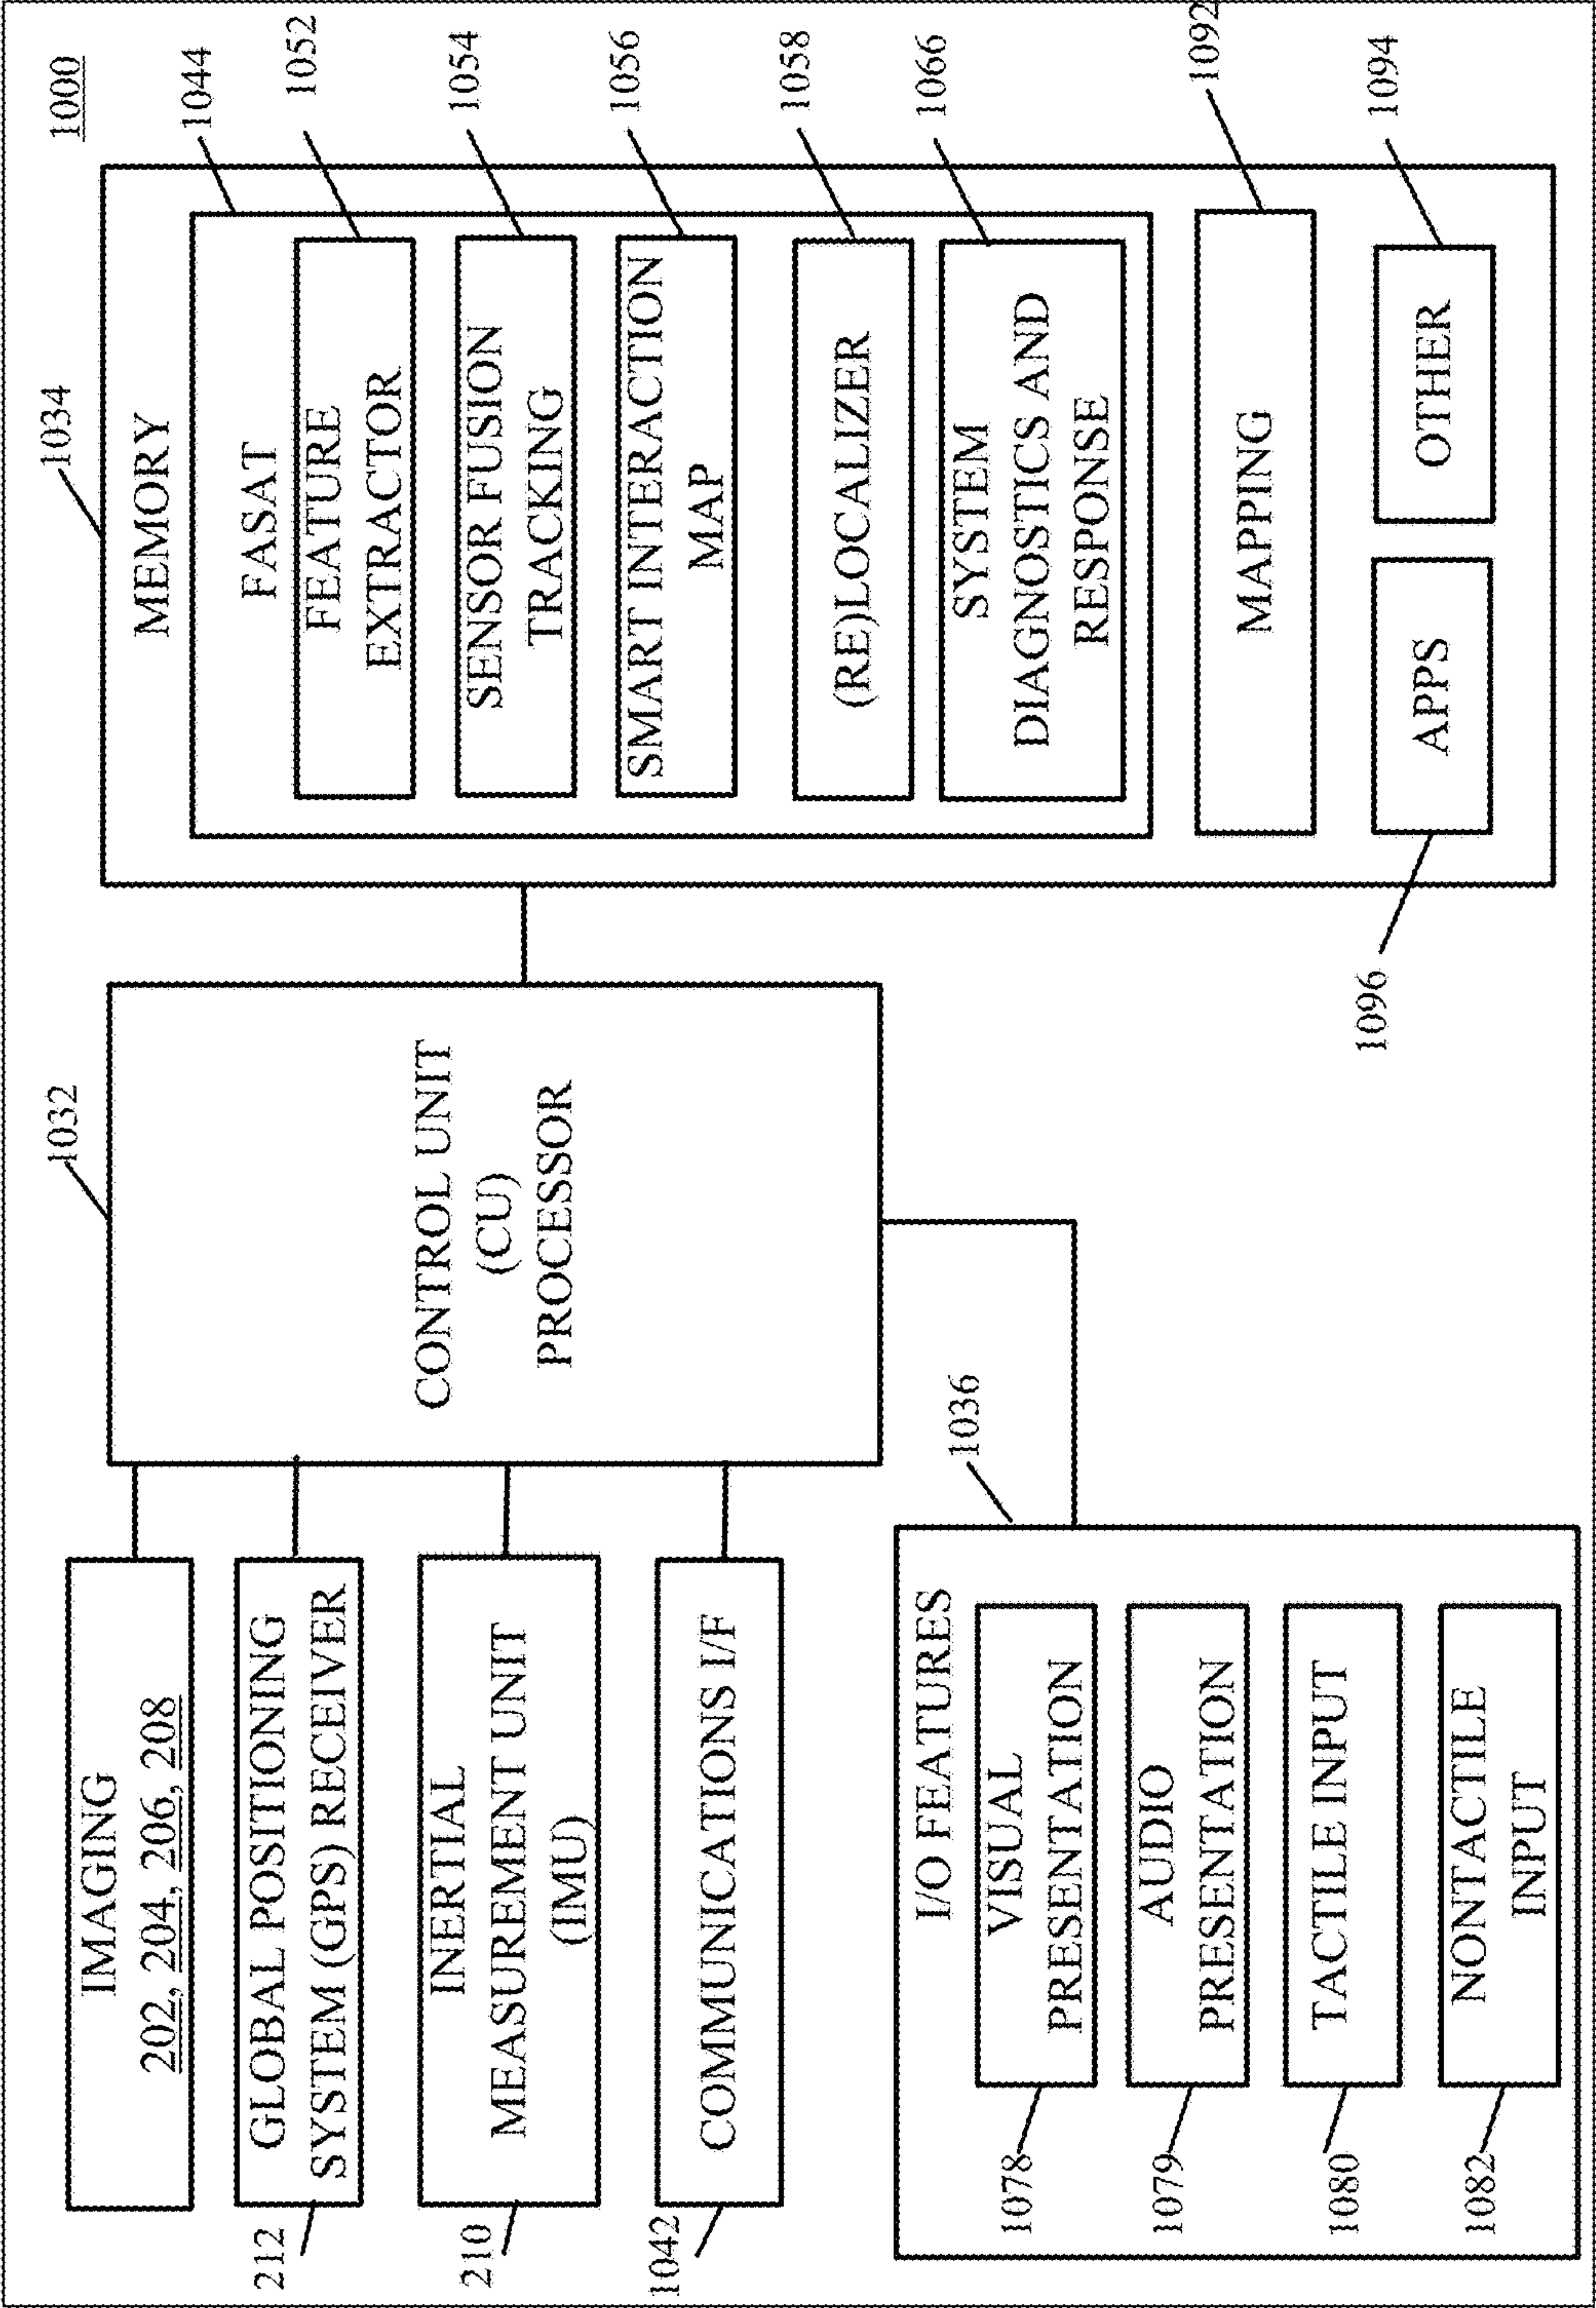 1000
1032
1034
1044
1052
1054
1056
1058
1066
1092
1094
1096
IMAGING
202, 204, 206, 208
212
GLOBAL POSITIONING
SYSTEM (GPS) RECEIVER
210
INERTIAL
MEASUREMENT UNIT
(IMU)
1042
COMMUNICATIONS I/F
CONTROL UNIT
(CU)
PROCESSOR
MEMORY
FASAT
FEATURE
EXTRACTOR
SENSOR FUSION
TRACKING
SMART INTERACTION
MAP
(RE)LOCALIZER
SYSTEM
DIAGNOSTICS AND
RESPONSE
MAPPING
APPS
OTHER
1036
I/O FEATURES
1078
VISUAL
PRESENTATION
1079
AUDIO
PRESENTATION
1080
TACTILE INPUT
1082
NONTACTILE
INPUT